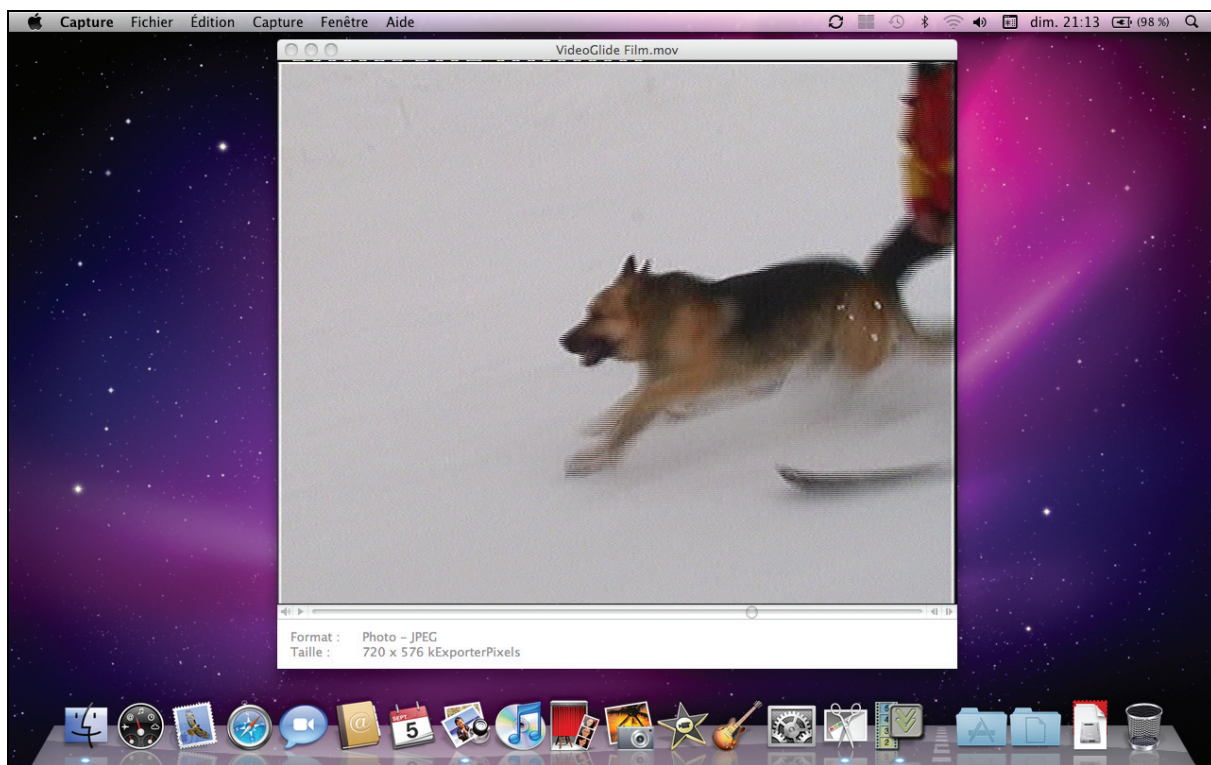 Capture Fichier Édition Capture Fenêtre Aide dim. 21:13 (98 %)
VideoGlide Film.mov
Format : Photo – JPEG
Taille : 720 x 576 kExporterPixels
SEPT
5